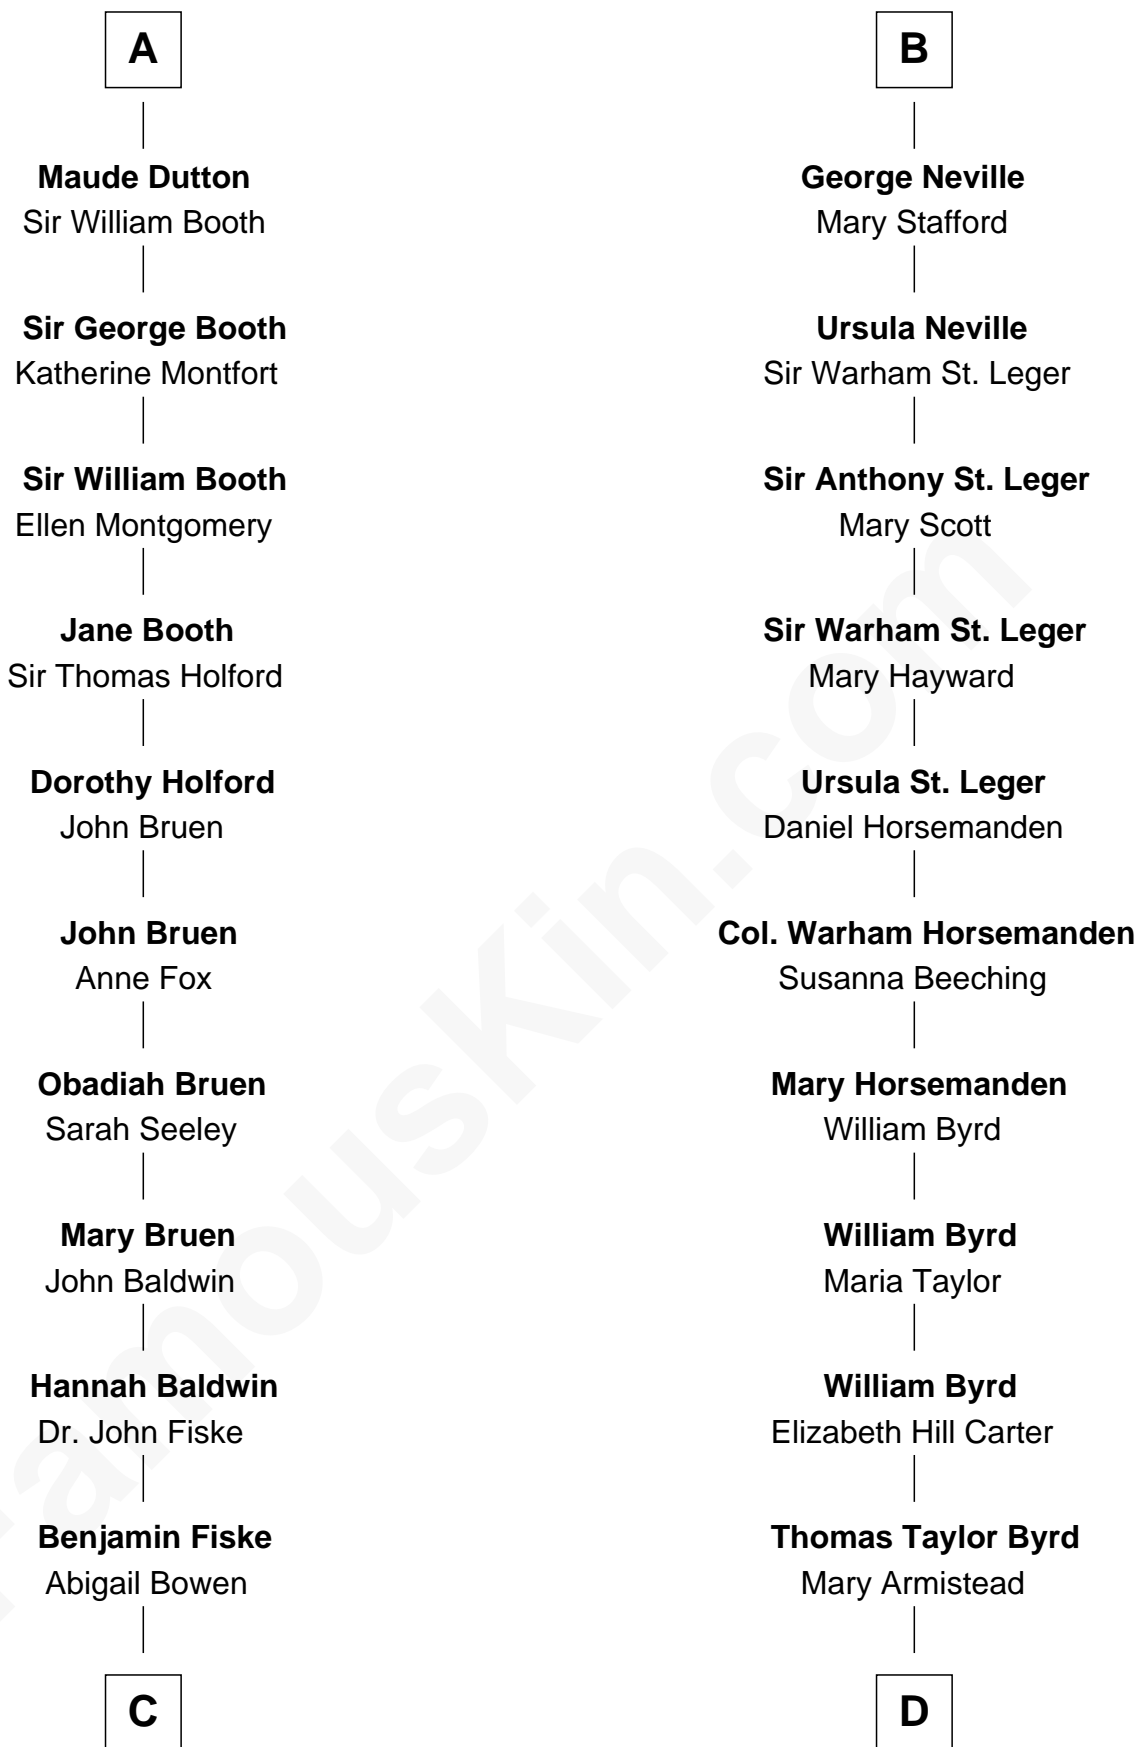 A
Maude Dutton
Sir William Booth
Sir George Booth
Katherine Montfort
Sir William Booth
Ellen Montgomery
Jane Booth
Sir Thomas Holford
Dorothy Holford
John Bruen
John Bruen
Anne Fox
Obadiah Bruen
Sarah Seeley
Mary Bruen
John Baldwin
Hannah Baldwin
Dr. John Fiske
Benjamin Fiske
Abigail Bowen
C
B
George Neville
Mary Stafford
Ursula Neville
Sir Warham St. Leger
Sir Anthony St. Leger
Mary Scott
Sir Warham St. Leger
Mary Hayward
Ursula St. Leger
Daniel Horsemanden
Col. Warham Horsemanden
Susanna Beeching
Mary Horsemanden
William Byrd
William Byrd
Maria Taylor
William Byrd
Elizabeth Hill Carter
Thomas Taylor Byrd
Mary Armistead
D
FamousKin.com